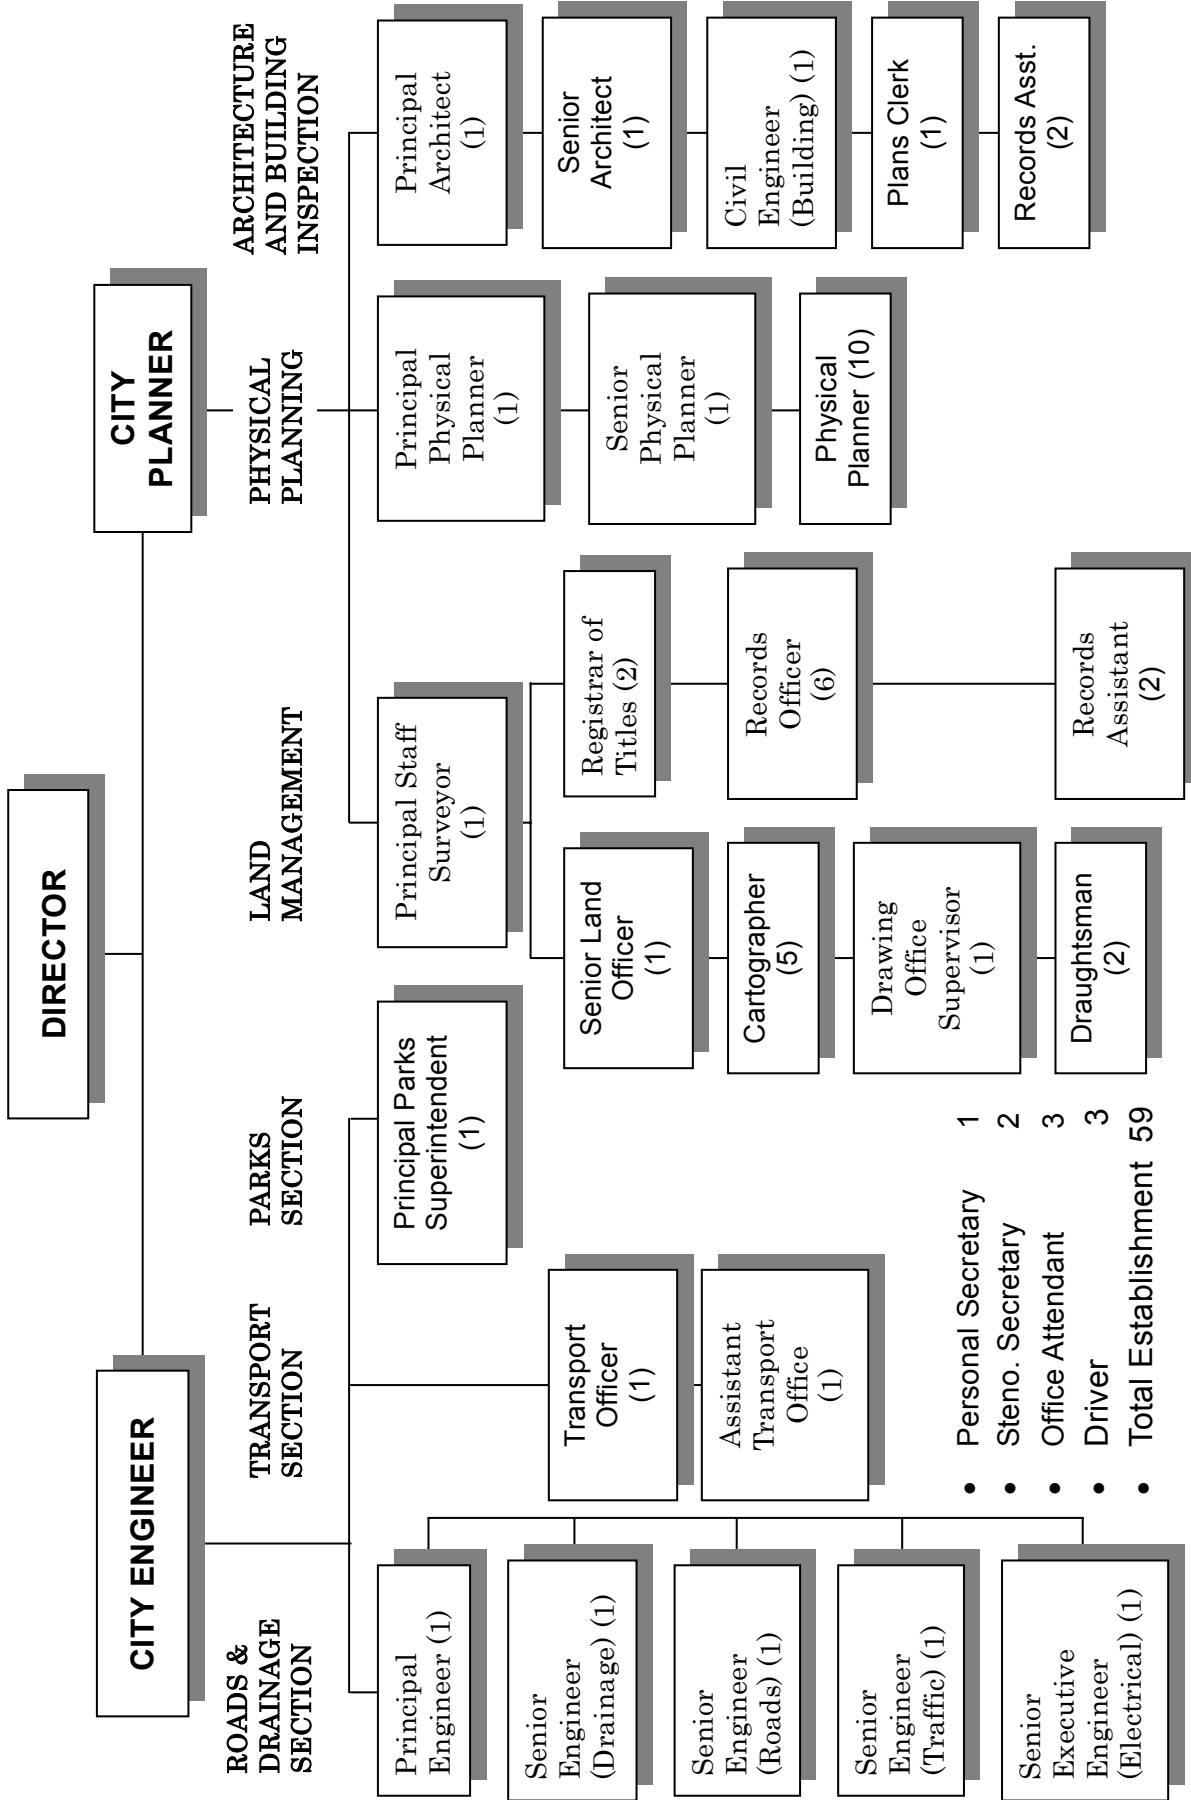 DIRECTOR
CITY ENGINEER
CITY
PLANNER
ROADS &
DRAINAGE
SECTION
TRANSPORT
SECTION
PARKS
SECTION
LAND
MANAGEMENT
PHYSICAL
PLANNING
ARCHITECTURE
AND BUILDING
INSPECTION
Principal
Engineer (1)
Senior
Engineer
(Drainage) (1)
Senior
Engineer
(Roads) (1)
Senior
Engineer
(Traffic) (1)
Senior
Executive
Engineer
(Electrical) (1)
Transport
Officer
(1)
Assistant
Transport
Office
(1)
Principal Parks
Superintendent
(1)
Principal Staff
Surveyor
(1)
Senior Land
Officer
(1)
Cartographer
(5)
Drawing
Office
Supervisor
(1)
Draughtsman
(2)
Registrar of
Titles (2)
Records
Officer
(6)
Records
Assistant
(2)
Principal
Physical
Planner
(1)
Senior
Physical
Planner
(1)
Physical
Planner (10)
Principal
Architect
(1)
Senior
Architect
(1)
Civil
Engineer
(Building) (1)
Plans Clerk
(1)
Records Asst.
(2)
• Personal Secretary 1
• Steno. Secretary 2
• Office Attendant 3
• Driver 3
• Total Establishment 59